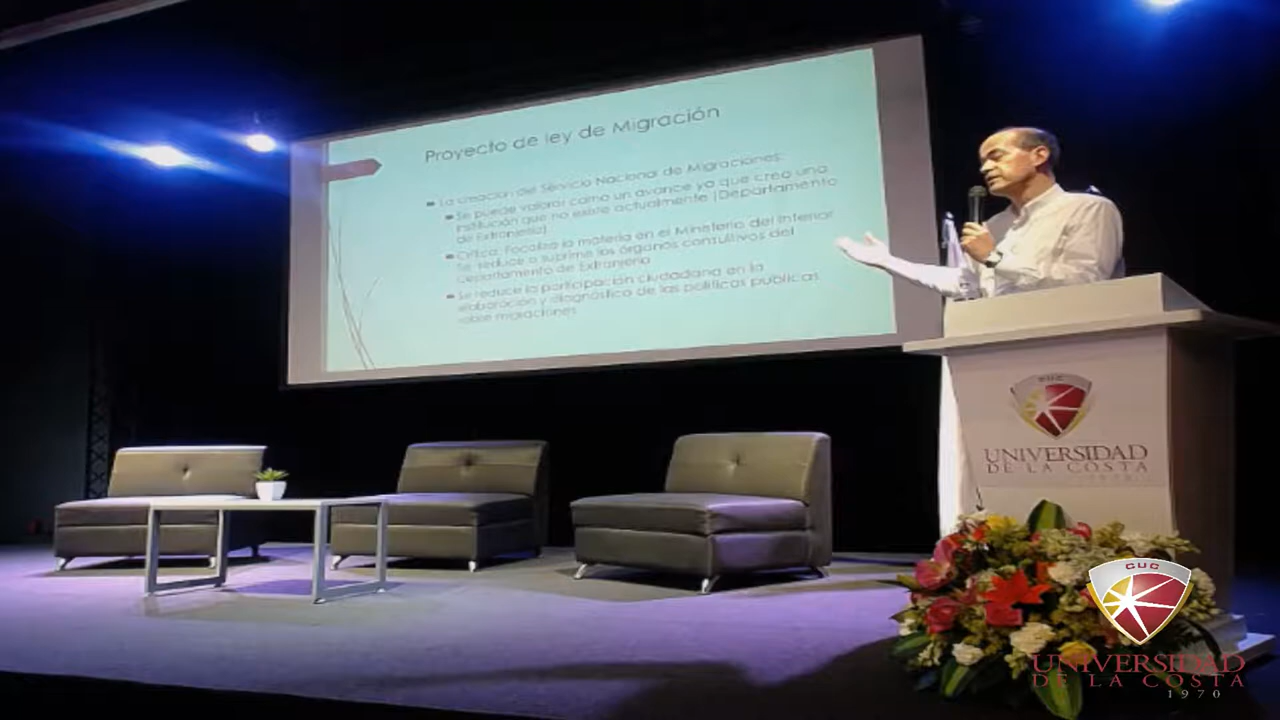 Proyecto de ley de Migración
La creación del Servicio Nacional de Migraciones:
Se puede valorar como un avance ya que crea una
institución que no existe actualmente (Departamento
de Extranjería)
Crítica: Focaliza la materia en el Ministerio del Interior
Se reduce o suprime los órganos consultivos del
Departamento de Extranjería
Se reduce la participación ciudadana en la
elaboración y diagnóstico de las políticas publicas
sobre migraciones
CUC
UNIVERSIDAD
DE LA COSTA
CUC
UNIVERSIDAD
DE LA COSTA
1970